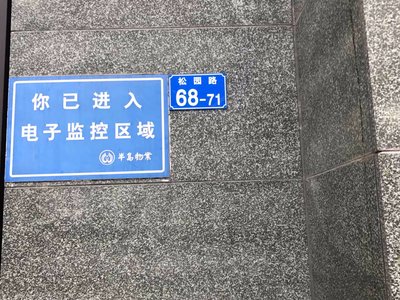 你已进入
电子监控区域
半岛物业
松园路
68-71